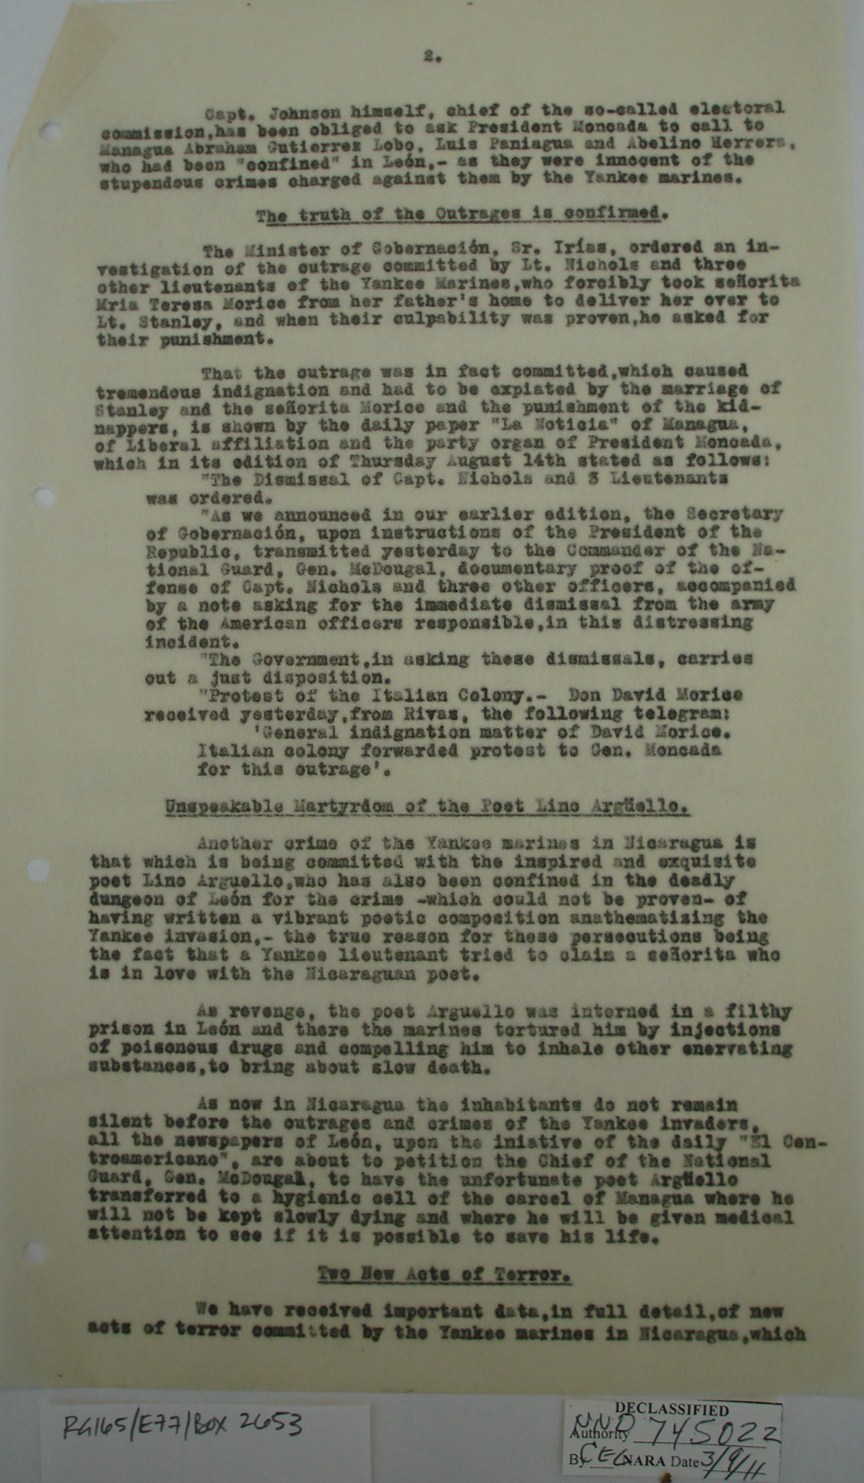 2.
Capt. Johnson himself, chief of the so-called electoral
commission,has been obliged to ask President Moncada to call to
Managua Abraham Gutierrez Lobo, Luis Paniagua and Abelino Herrera,
who had been "confined" in León,- as they were innocent of the
stupendous crimes charged against them by the Yankee marines.
The truth of the Outrages is confirmed.
The Minister of Gobernación, Sr. Irías, ordered an in-
vestigation of the outrage committed by Lt. Nichols and three
other lieutenants of the Yankee Marines,who forcibly took señorita
Mria Teresa Morice from her father's home to deliver her over to
Lt. Stanley, and when their culpability was proven,he asked for
their punishment.
That the outrage was in fact committed,which caused
tremendous indignation and had to be expiated by the marriage of
Stanley and the señorita Morice and the punishment of the kid-
nappers, is shown by the daily paper "La Noticia" of Managua,
of Liberal affiliation and the party organ of President Moncada,
which in its edition of Thursday August 14th stated as follows:
"The Dismissal of Capt. Nichols and 3 Lieutenants
was ordered.
"As we announced in our earlier edition, the Secretary
of Gobernación, upon instructions of the President of the
Republic, transmitted yesterday to the Commander of the Na-
tional Guard, Gen. McDougal, documentary proof of the of-
fense of Capt. Nichols and three other officers, accompanied
by a note asking for the immediate dismissal from the army
of the American officers responsible,in this distressing
incident.
"The Government,in asking these dismissals, carries
out a just disposition.
"Protest of the Italian Colony.- Don David Morice
received yesterday,from Rivas, the following telegram:
'General indignation matter of David Morice.
Italian colony forwarded protest to Gen. Moncada
for this outrage'.
Unspeakable Martyrdom of the Poet Lino Argüello.
Another crime of the Yankee marines in Nicaragua is
that which is being committed with the inspired and exquisite
poet Lino Arguello,who has also been confined in the deadly
dungeon of León for the crime -which could not be proven- of
having written a vibrant poetic composition anathematizing the
Yankee invasion,- the true reason for these persecutions being
the fact that a Yankee lieutenant tried to claim a señorita who
is in love with the Nicaraguan poet.
As revenge, the poet Arguello was interned in a filthy
prison in León and there the marines tortured him by injections
of poisonous drugs and compelling him to inhale other enervating
substances,to bring about slow death.
As now in Nicaragua the inhabitants do not remain
silent before the outrages and crimes of the Yankee invaders,
all the newspapers of León, upon the iniative of the daily "El Cen-
troamericano", are about to petition the Chief of the National
Guard, Gen. McDougal, to have the unfortunate poet Argüello
transferred to a hygienic cell of the carcel of Managua where he
will not be kept slowly dying and where he will be given medical
attention to see if it is possible to save his life.
Two New Acts of Terror.
We have received important data,in full detail,of new
acts of terror committed by the Yankee marines in Nicaragua,which
RG165/E77/BOX 2653
DECLASSIFIED
Authority NND 745022
By CEG NARA Date 3/9/11